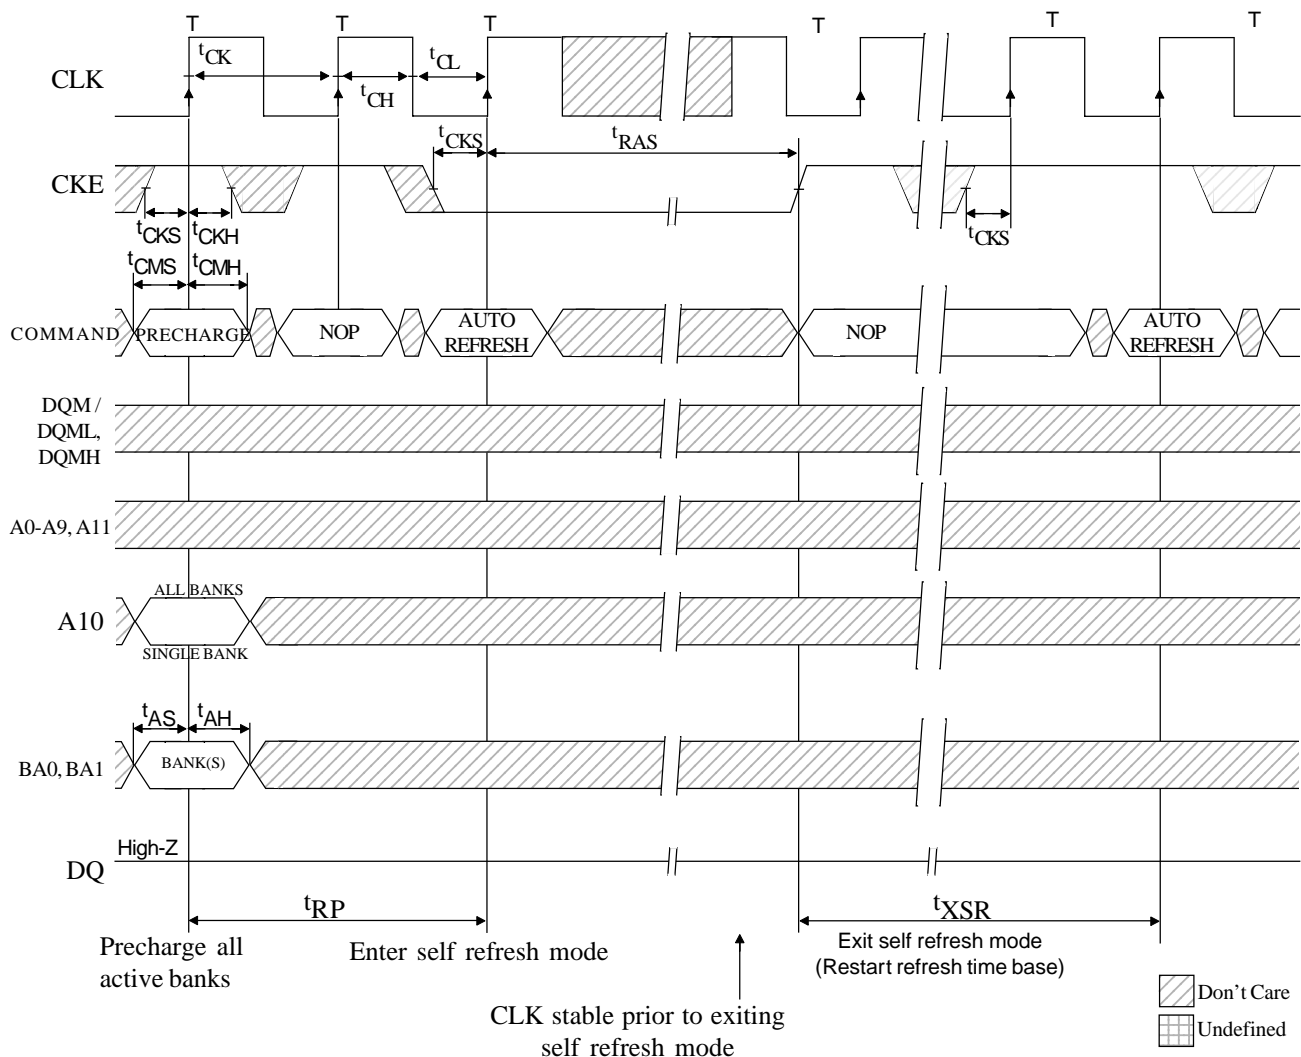 T T T T T T
CLK
tCK
tCH
tCL
CKE
tCKS
tRAS
tCKS
tCKH
tCKS
tCMS
tCMH
COMMAND
PRECHARGE
NOP
AUTO
REFRESH
NOP
AUTO
REFRESH
DQM /
DQML,
DQMH
A0-A9, A11
A10
ALL BANKS
SINGLE BANK
tAS
tAH
BA0, BA1
BANK(S)
High-Z
DQ
tRP
tXSR
Precharge all
active banks
Enter self refresh mode
CLK stable prior to exiting
self refresh mode
Exit self refresh mode
(Restart refresh time base)
Don't Care
Undefined